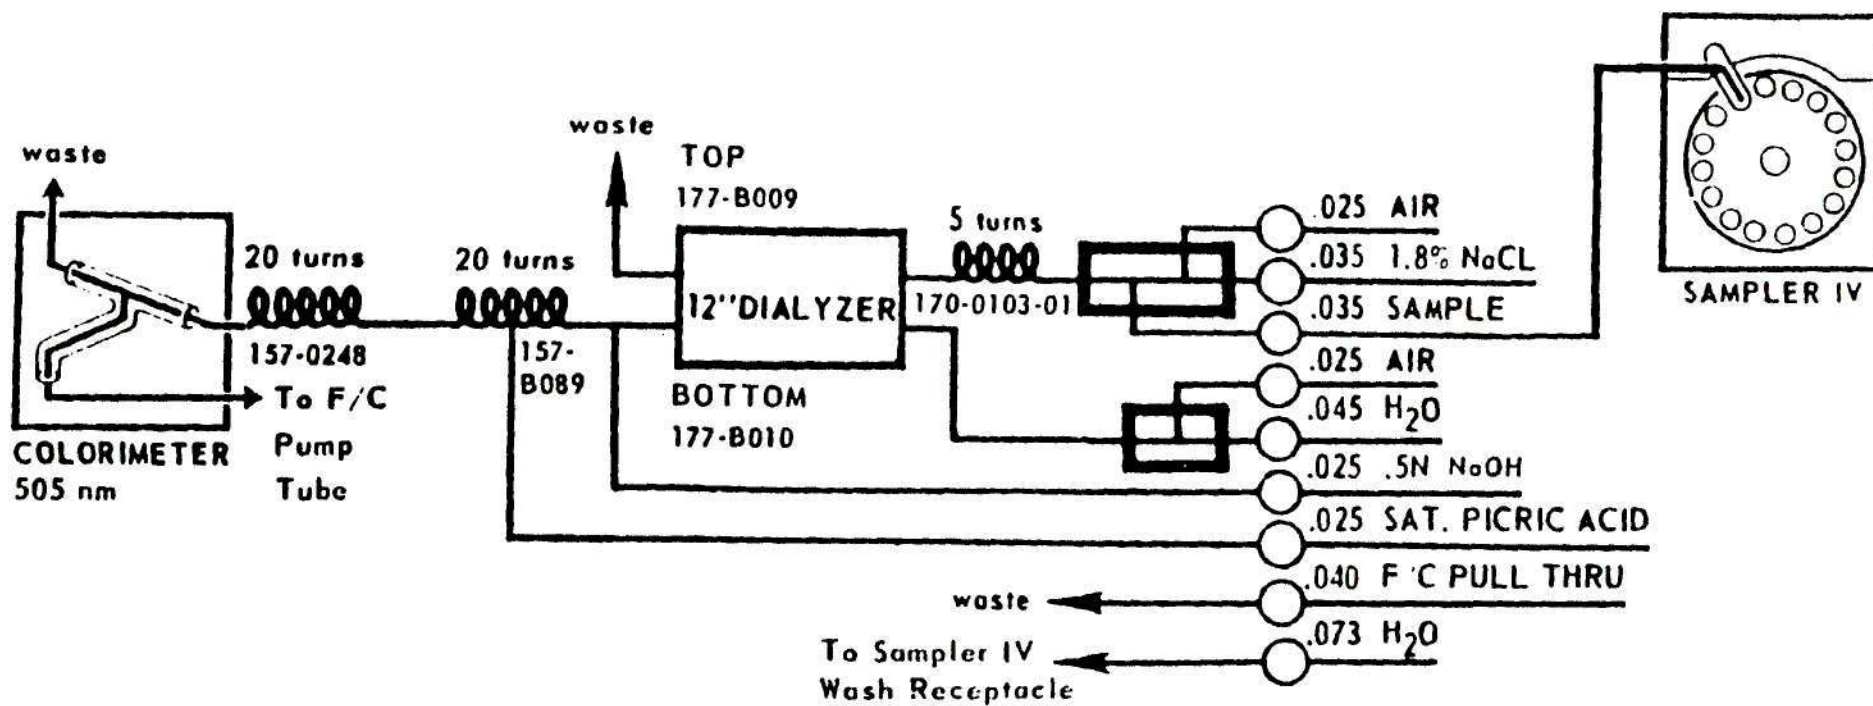 waste
COLORIMETER
505 nm
20 turns
157-0248
To F/C
Pump
Tube
20 turns
157-
B089
waste
TOP
177-B009
12"DIALYZER
BOTTOM
177-B010
5 turns
170-0103-01
.025 AIR
.035 1.8% NaCL
.035 SAMPLE
.025 AIR
.045 H2O
.025 .5N NaOH
.025 SAT. PICRIC ACID
.040 F'C PULL THRU
waste
.073 H2O
To Sampler IV
Wash Receptacle
SAMPLER IV